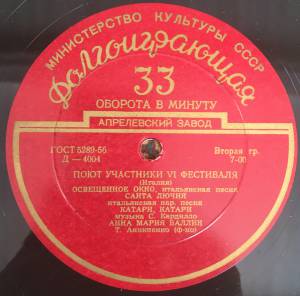 МИНИСТЕРСТВО КУЛЬТУРЫ СССР
Долгоиграющая
33
ОБОРОТА В МИНУТУ
АПРЕЛЕВСКИЙ ЗАВОД
ГОСТ 5289-56
Д — 4004
Вторая гр.
7-00
ПОЮТ УЧАСТНИКИ VI ФЕСТИВАЛЯ
(Италия)
ОСВЕЩЕННОЕ ОКНО, итальянская песня
САНТА ЛЮЧИЯ
итальянская нар. песня
КАТАРИ, КАТАРИ
музыка С. Кардилло
АННА МАРИЯ БАЛЛИН
Т. Аникиенко (ф-но)